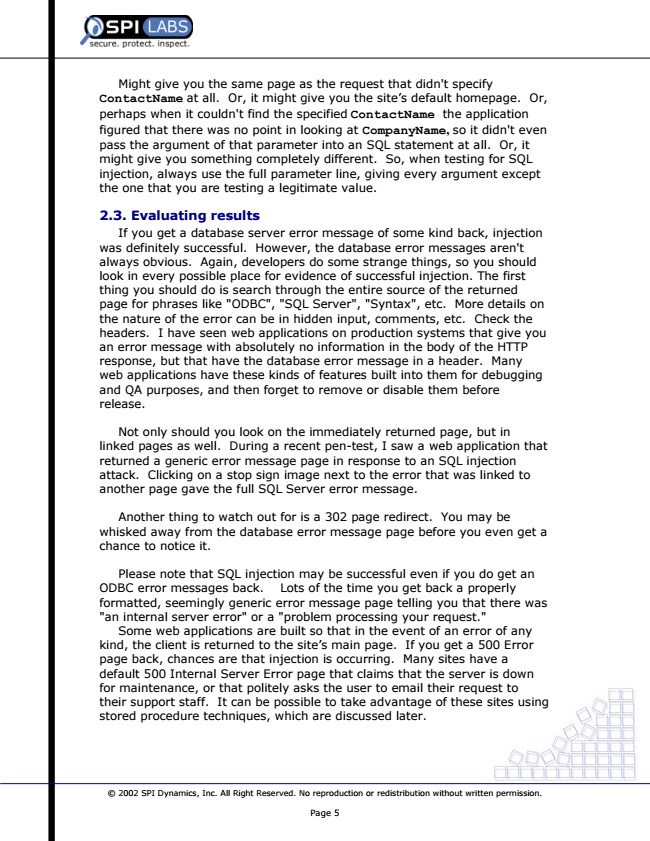 SPI LABS
secure. protect. inspect.
Might give you the same page as the request that didn't specify
ContactName at all.  Or, it might give you the site’s default homepage.  Or,
perhaps when it couldn't find the specified ContactName  the application
figured that there was no point in looking at CompanyName, so it didn't even
pass the argument of that parameter into an SQL statement at all.  Or, it
might give you something completely different.  So, when testing for SQL
injection, always use the full parameter line, giving every argument except
the one that you are testing a legitimate value.
2.3. Evaluating results
If you get a database server error message of some kind back, injection
was definitely successful.  However, the database error messages aren't
always obvious.  Again, developers do some strange things, so you should
look in every possible place for evidence of successful injection. The first
thing you should do is search through the entire source of the returned
page for phrases like "ODBC", "SQL Server", "Syntax", etc.  More details on
the nature of the error can be in hidden input, comments, etc.  Check the
headers.  I have seen web applications on production systems that give you
an error message with absolutely no information in the body of the HTTP
response, but that have the database error message in a header.  Many
web applications have these kinds of features built into them for debugging
and QA purposes, and then forget to remove or disable them before
release.
Not only should you look on the immediately returned page, but in
linked pages as well.  During a recent pen-test, I saw a web application that
returned a generic error message page in response to an SQL injection
attack.  Clicking on a stop sign image next to the error that was linked to
another page gave the full SQL Server error message.
Another thing to watch out for is a 302 page redirect.  You may be
whisked away from the database error message page before you even get a
chance to notice it.
Please note that SQL injection may be successful even if you do get an
ODBC error messages back.    Lots of the time you get back a properly
formatted, seemingly generic error message page telling you that there was
"an internal server error" or a "problem processing your request."
Some web applications are built so that in the event of an error of any
kind, the client is returned to the site’s main page.  If you get a 500 Error
page back, chances are that injection is occurring.  Many sites have a
default 500 Internal Server Error page that claims that the server is down
for maintenance, or that politely asks the user to email their request to
their support staff.  It can be possible to take advantage of these sites using
stored procedure techniques, which are discussed later.
© 2002 SPI Dynamics, Inc. All Right Reserved. No reproduction or redistribution without written permission.
Page 5